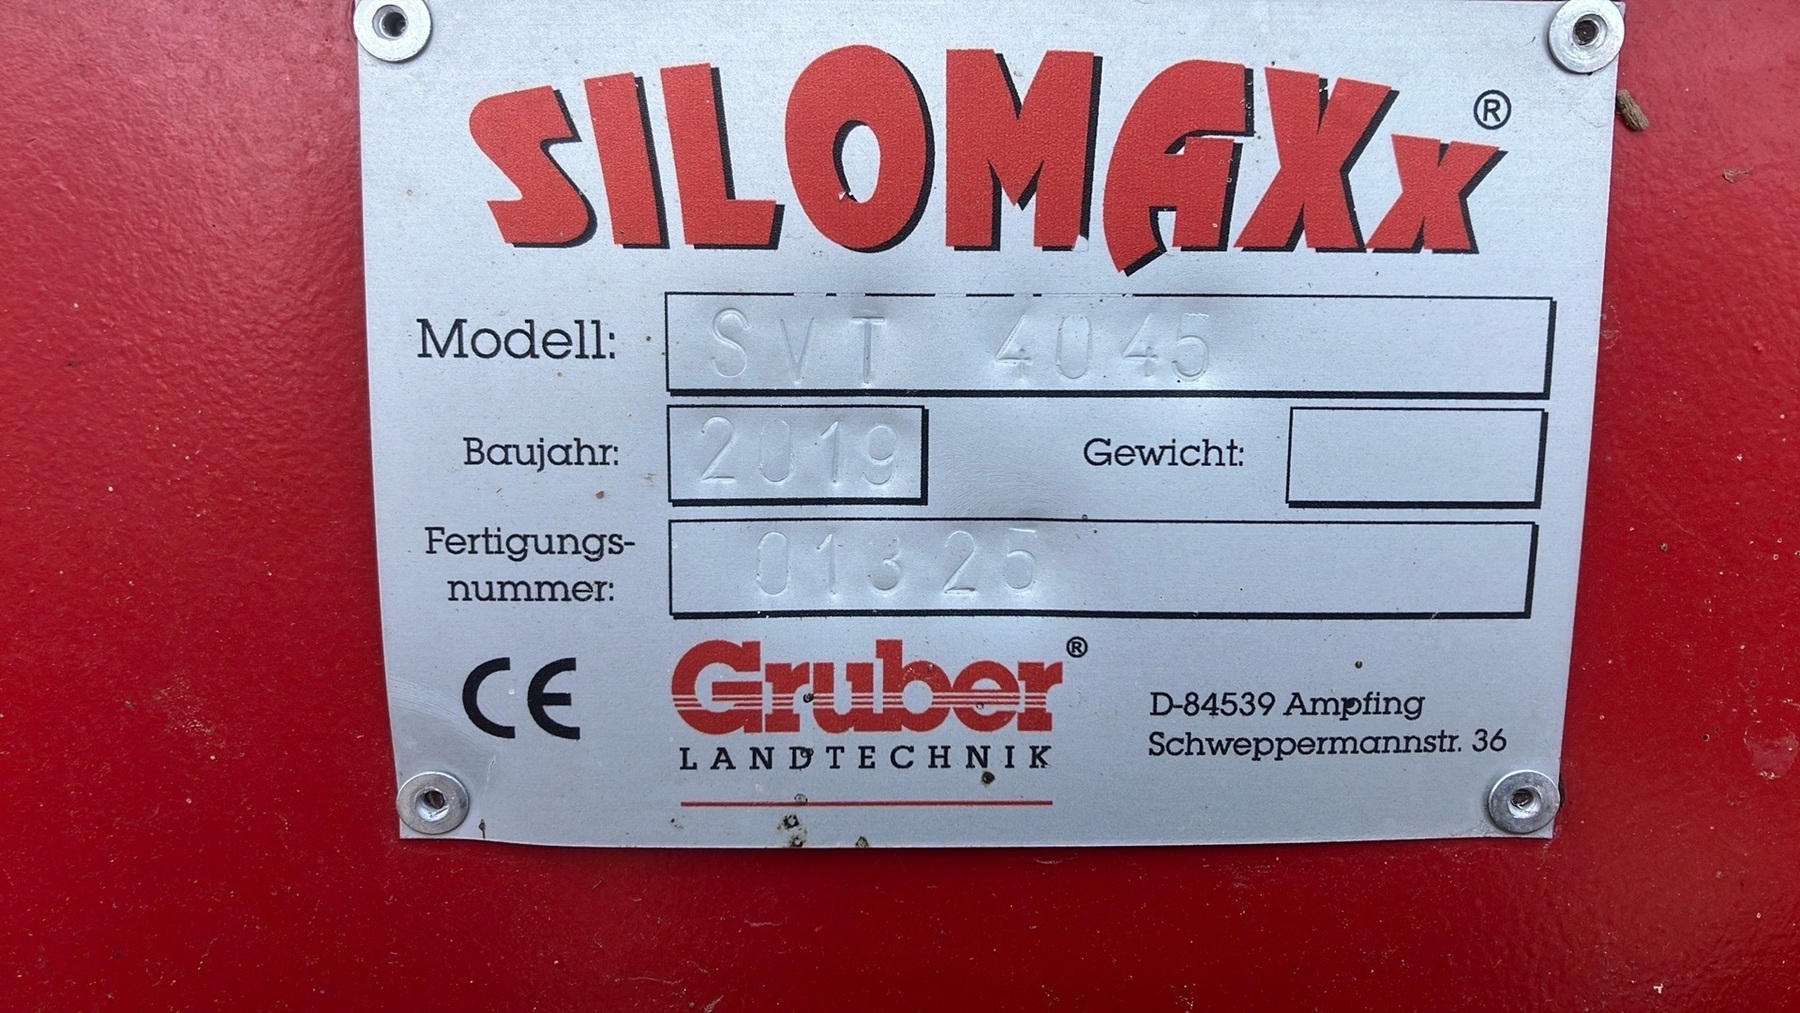 SILOMAXx®
Modell: SVT 4045
Baujahr: 2019 Gewicht:
Fertigungs-
nummer: 01325
CE Gruber®
LANDTECHNIK
D-84539 Ampfing
Schweppermannstr. 36